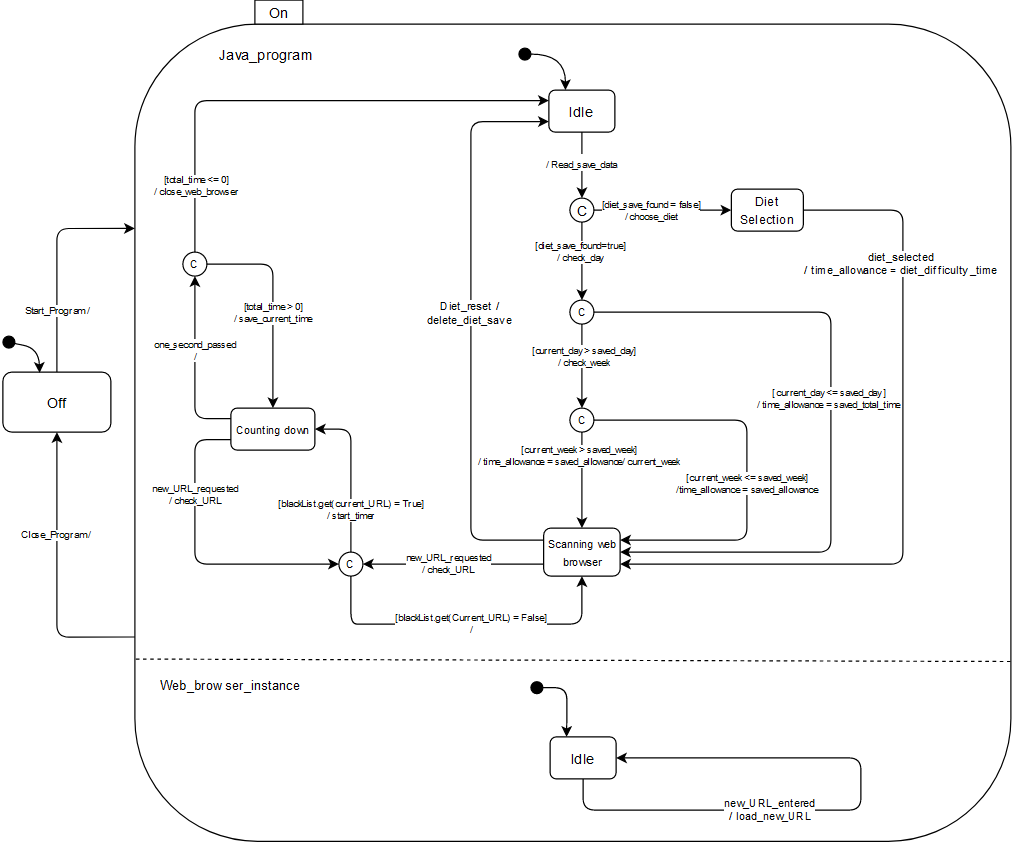 On
Java_program
Idle
/ Read_save_data
C
[diet_save_found = false]
/ choose_diet
Diet
Selection
[total_time <= 0]
/ close_web_browser
[diet_save_found=true]
/ check_day
diet_selected
/ time_allowance = diet_difficulty_time
C
[total_time > 0]
/ save_current_time
Start_Program /
Diet_reset /
delete_diet_save
C
one_second_passed
/
[current_day > saved_day]
/ check_week
Off
[ current_day <= saved_day ]
/ time_allowance = saved_total_time
Counting down
C
[current_week > saved_week]
/ time_allowance = saved_allowance/ current_week
[current_week <= saved_week]
/time_allowance = saved_allowance
new_URL_requested
/ check_URL
[blackList.get(current_URL) = True]
/ start_timer
Close_Program/
Scanning web
browser
C
new_URL_requested
/ check_URL
[blackList.get(Current_URL) = False]
/
Web_browser_instance
Idle
new_URL_entered
/ load_new_URL